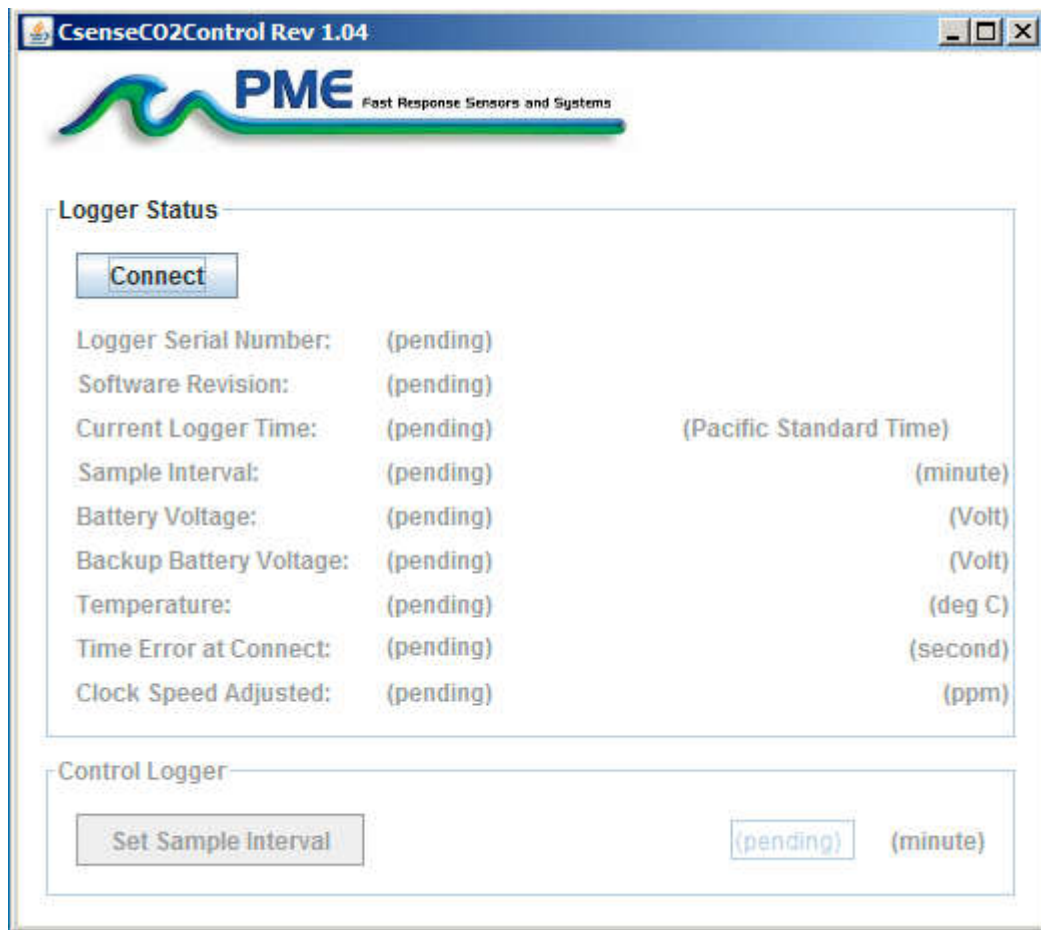 CsenseCO2Control Rev 1.04
PME Fast Response Sensors and Systems
Logger Status
Connect
Logger Serial Number: (pending)
Software Revision: (pending)
Current Logger Time: (pending) (Pacific Standard Time)
Sample Interval: (pending) (minute)
Battery Voltage: (pending) (Volt)
Backup Battery Voltage: (pending) (Volt)
Temperature: (pending) (deg C)
Time Error at Connect: (pending) (second)
Clock Speed Adjusted: (pending) (ppm)
Control Logger
Set Sample Interval (pending) (minute)